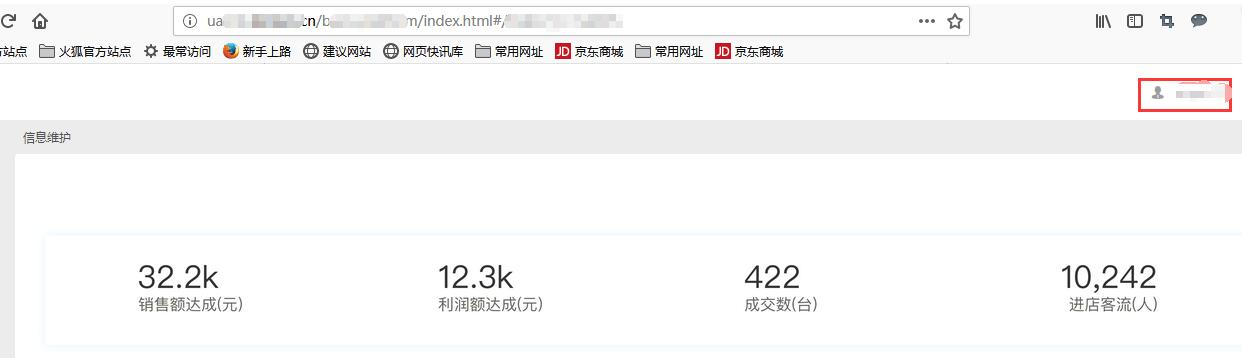 ua cn/b m/index.html#/
方站点 火狐官方站点 最常访问 新手上路 建议网站 网页快讯库 常用网址 JD 京东商城 常用网址 JD 京东商城
信息维护
32.2k 12.3k 422 10,242
销售额达成(元) 利润额达成(元) 成交数(台) 进店客流(人)